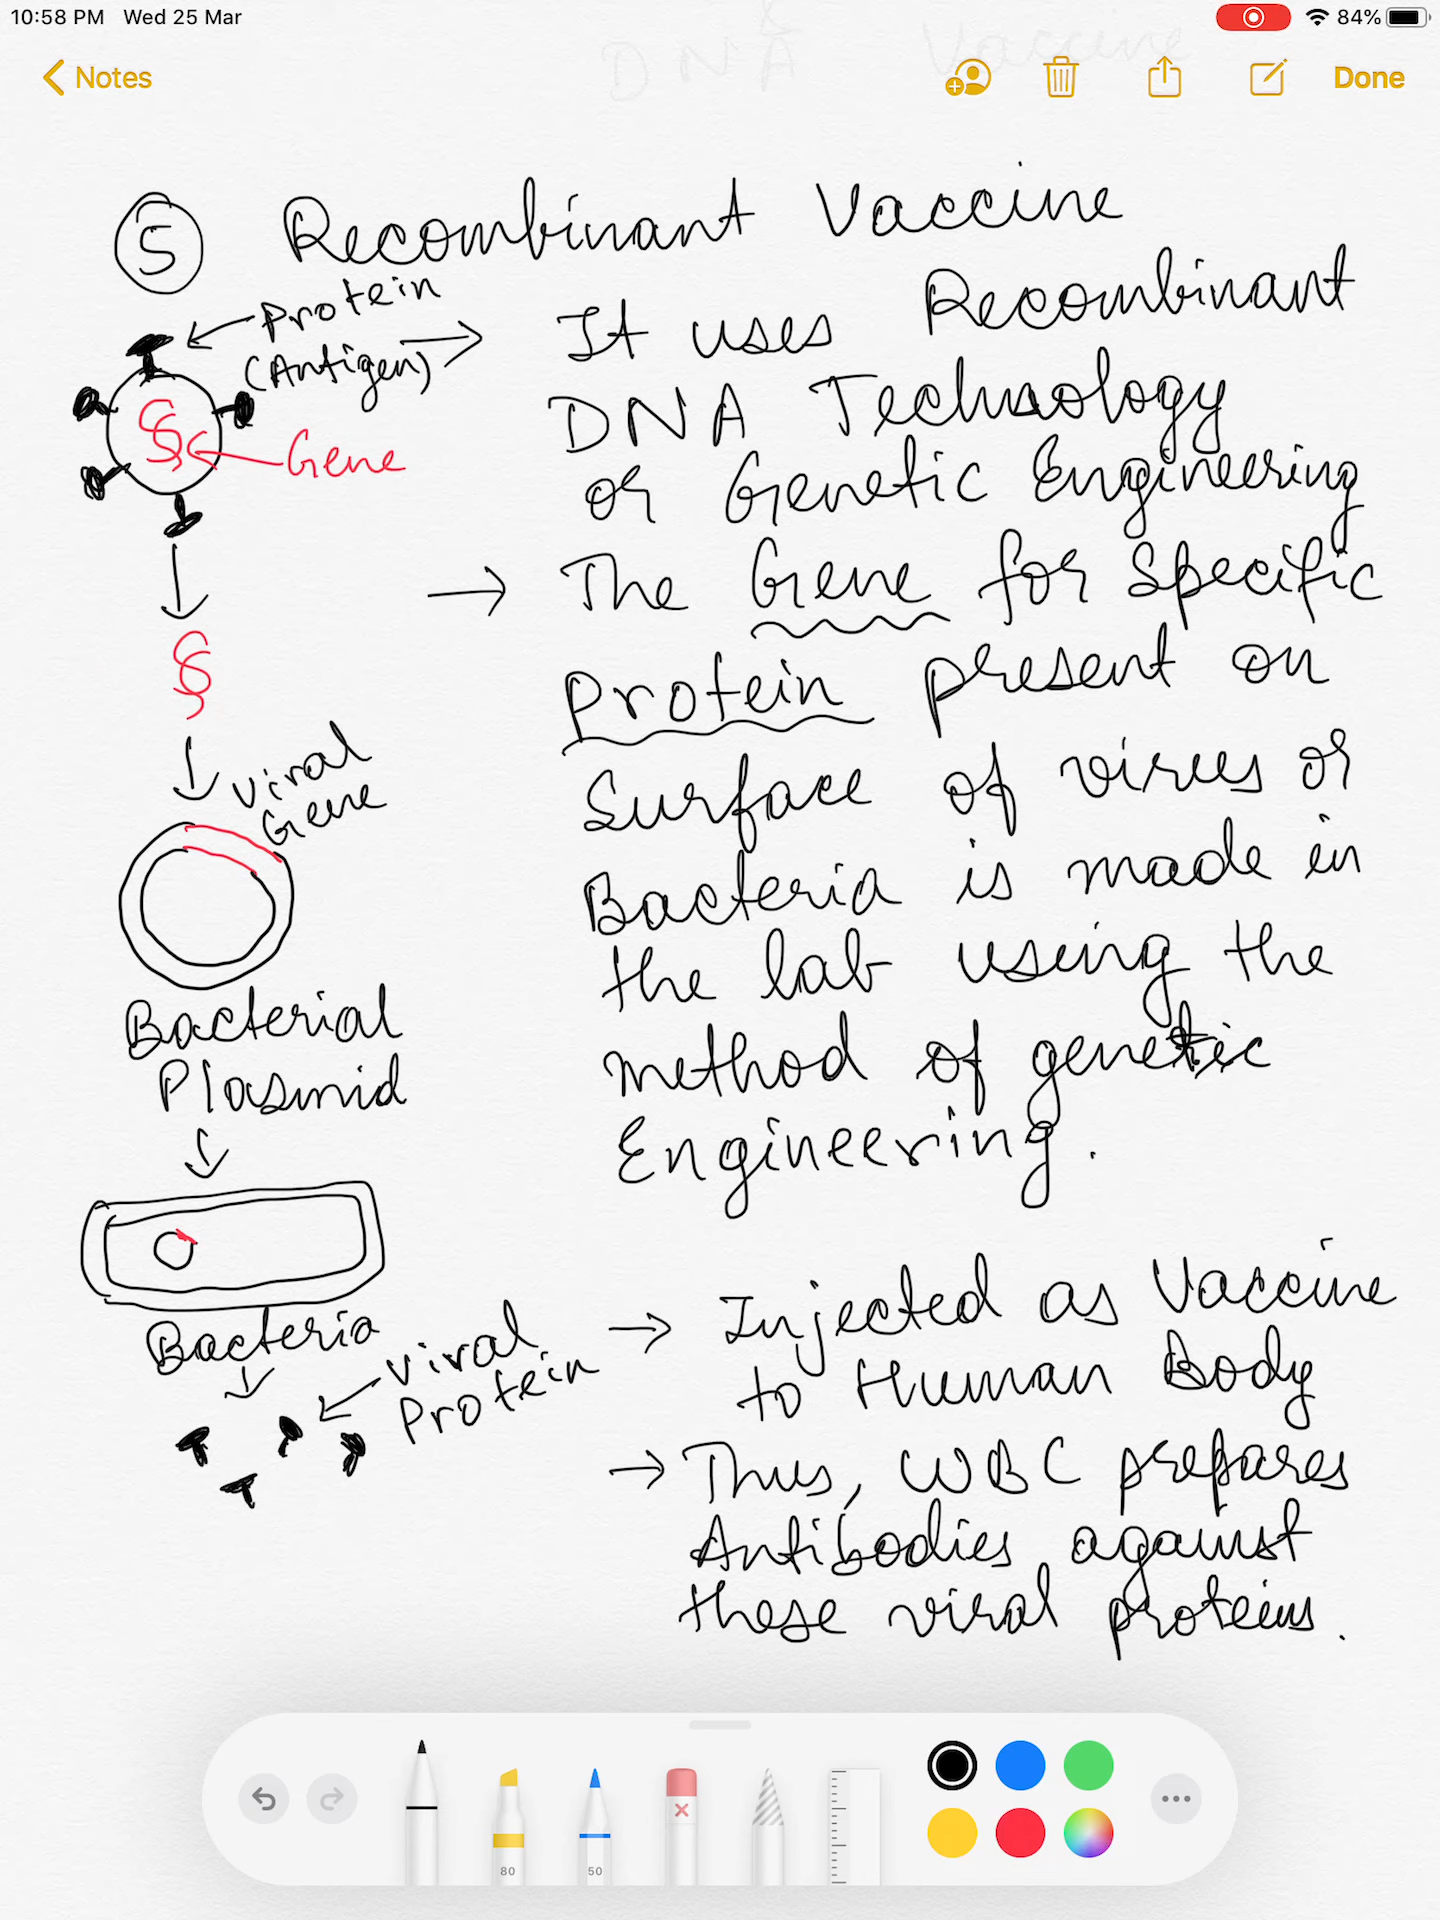 10:58 PM Wed 25 Mar
84%
DNA Vaccine
Notes
Done
5 Recombinant Vaccine
Protein
(Antigen)
Gene
→ It uses Recombinant
DNA Technology
or Genetic Engineering
→ The Gene for Specific
Protein present on
Surface of virus or
Bacteria is made in
the lab using the
method of genetic
Engineering.
Viral
Gene
Bacterial
Plasmid
Bacteria
Viral
Protein
→ Injected as Vaccine
to Human Body
→ Thus, WBC prepares
Antibodies against
these viral proteins.
80
50